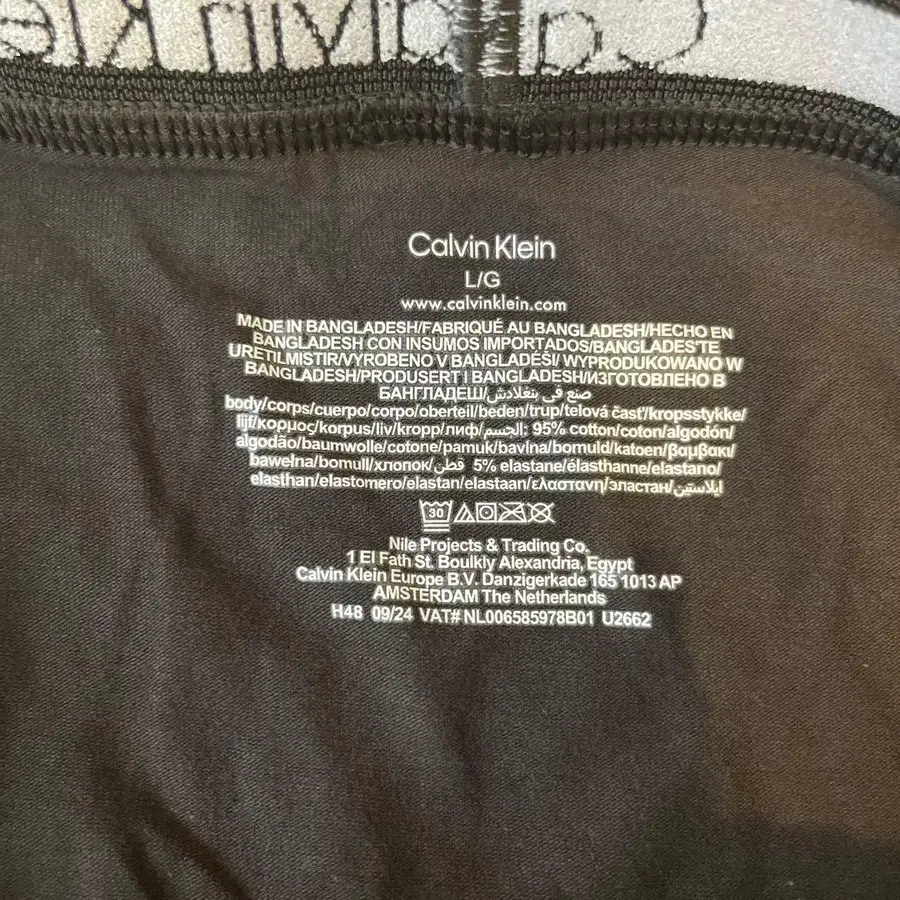 Calvin Klein
Calvin Klein
L/G
www.calvinklein.com
MADE IN BANGLADESH/FABRIQUÉ AU BANGLADESH/HECHO EN
BANGLADESH CON INSUMOS IMPORTADOS/BANGLADEŞ'TE
URETILMISTIR/VYROBENO V BANGLADÉŠI/ WYPRODUKOWANO W
BANGLADESH/PRODUSERT I BANGLADESH/ИЗГОТОВЛЕНО В
БАНГЛАДЕШ/صنع في بنغلادش
body/corps/cuerpo/corpo/oberteil/beden/trup/telová časť/kropsstykke/
lijf/κορμος/korpus/liv/kropp/лиф/الجسم: 95% cotton/coton/algodón/
algodão/baumwolle/cotone/pamuk/bavlna/bomuld/katoen/βαμβακι/
bawełna/bomull/хлопок/قطن 5% elastane/élasthanne/elastano/
elasthan/elastomero/elastan/elastaan/ελαστανη/эластан/ايلاستين
30
Nile Projects & Trading Co.
1 El Fath St. Boulkly Alexandria, Egypt
Calvin Klein Europe B.V. Danzigerkade 165 1013 AP
AMSTERDAM The Netherlands
H48 09/24 VAT# NL006585978B01 U2662